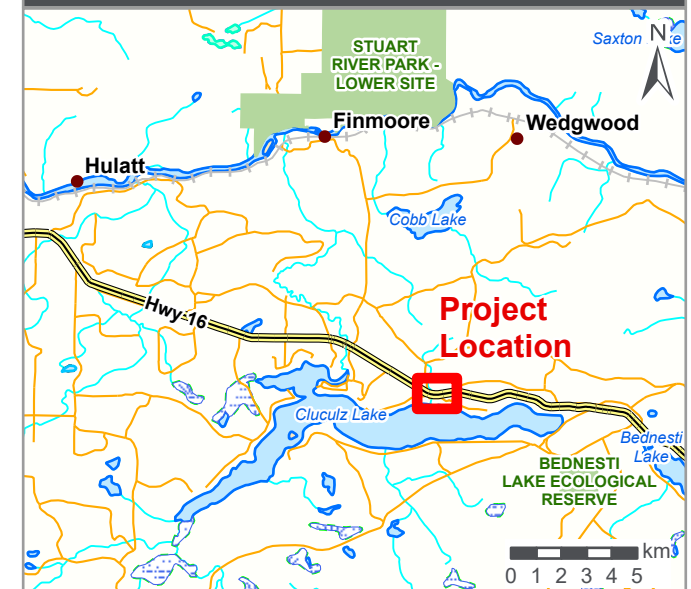 Saxton
N
STUART
RIVER PARK -
LOWER SITE
Finmoore
Wedgwood
Hulatt
Cobb Lake
Hwy 16
Project
Location
Cluculz Lake
Bednesti
Lake
BEDNESTI
LAKE ECOLOGICAL
RESERVE
km
0 1 2 3 4 5